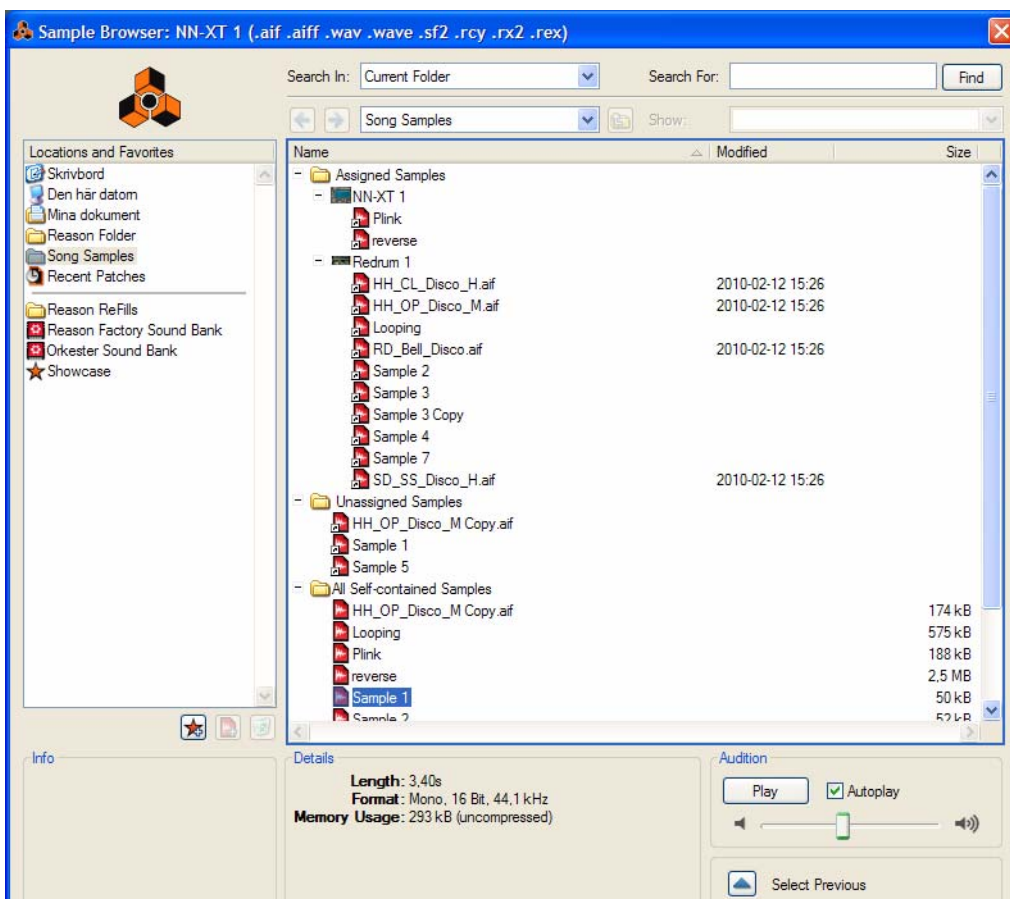 Sample Browser: NN-XT 1 (.aif .aiff .wav .wave .sf2 .rcy .rx2 .rex)
Search In: Current Folder Search For: Find
Song Samples Show:
Locations and Favorites
Skrivbord
Den här datorn
Mina dokument
Reason Folder
Song Samples
Recent Patches
Reason ReFills
Reason Factory Sound Bank
Orkester Sound Bank
Showcase
Name Modified Size
Assigned Samples
NN-XT 1
Plink
reverse
Redrum 1
HH_CL_Disco_H.aif 2010-02-12 15:26
HH_OP_Disco_M.aif 2010-02-12 15:26
Looping
RD_Bell_Disco.aif 2010-02-12 15:26
Sample 2
Sample 3
Sample 3 Copy
Sample 4
Sample 7
SD_SS_Disco_H.aif 2010-02-12 15:26
Unassigned Samples
HH_OP_Disco_M Copy.aif
Sample 1
Sample 5
All Self-contained Samples
HH_OP_Disco_M Copy.aif 174 kB
Looping 575 kB
Plink 188 kB
reverse 2,5 MB
Sample 1 50 kB
Sample 2 52 kB
Info
Details
Length: 3,40s
Format: Mono, 16 Bit, 44,1 kHz
Memory Usage: 293 kB (uncompressed)
Audition
Play Autoplay
Select Previous